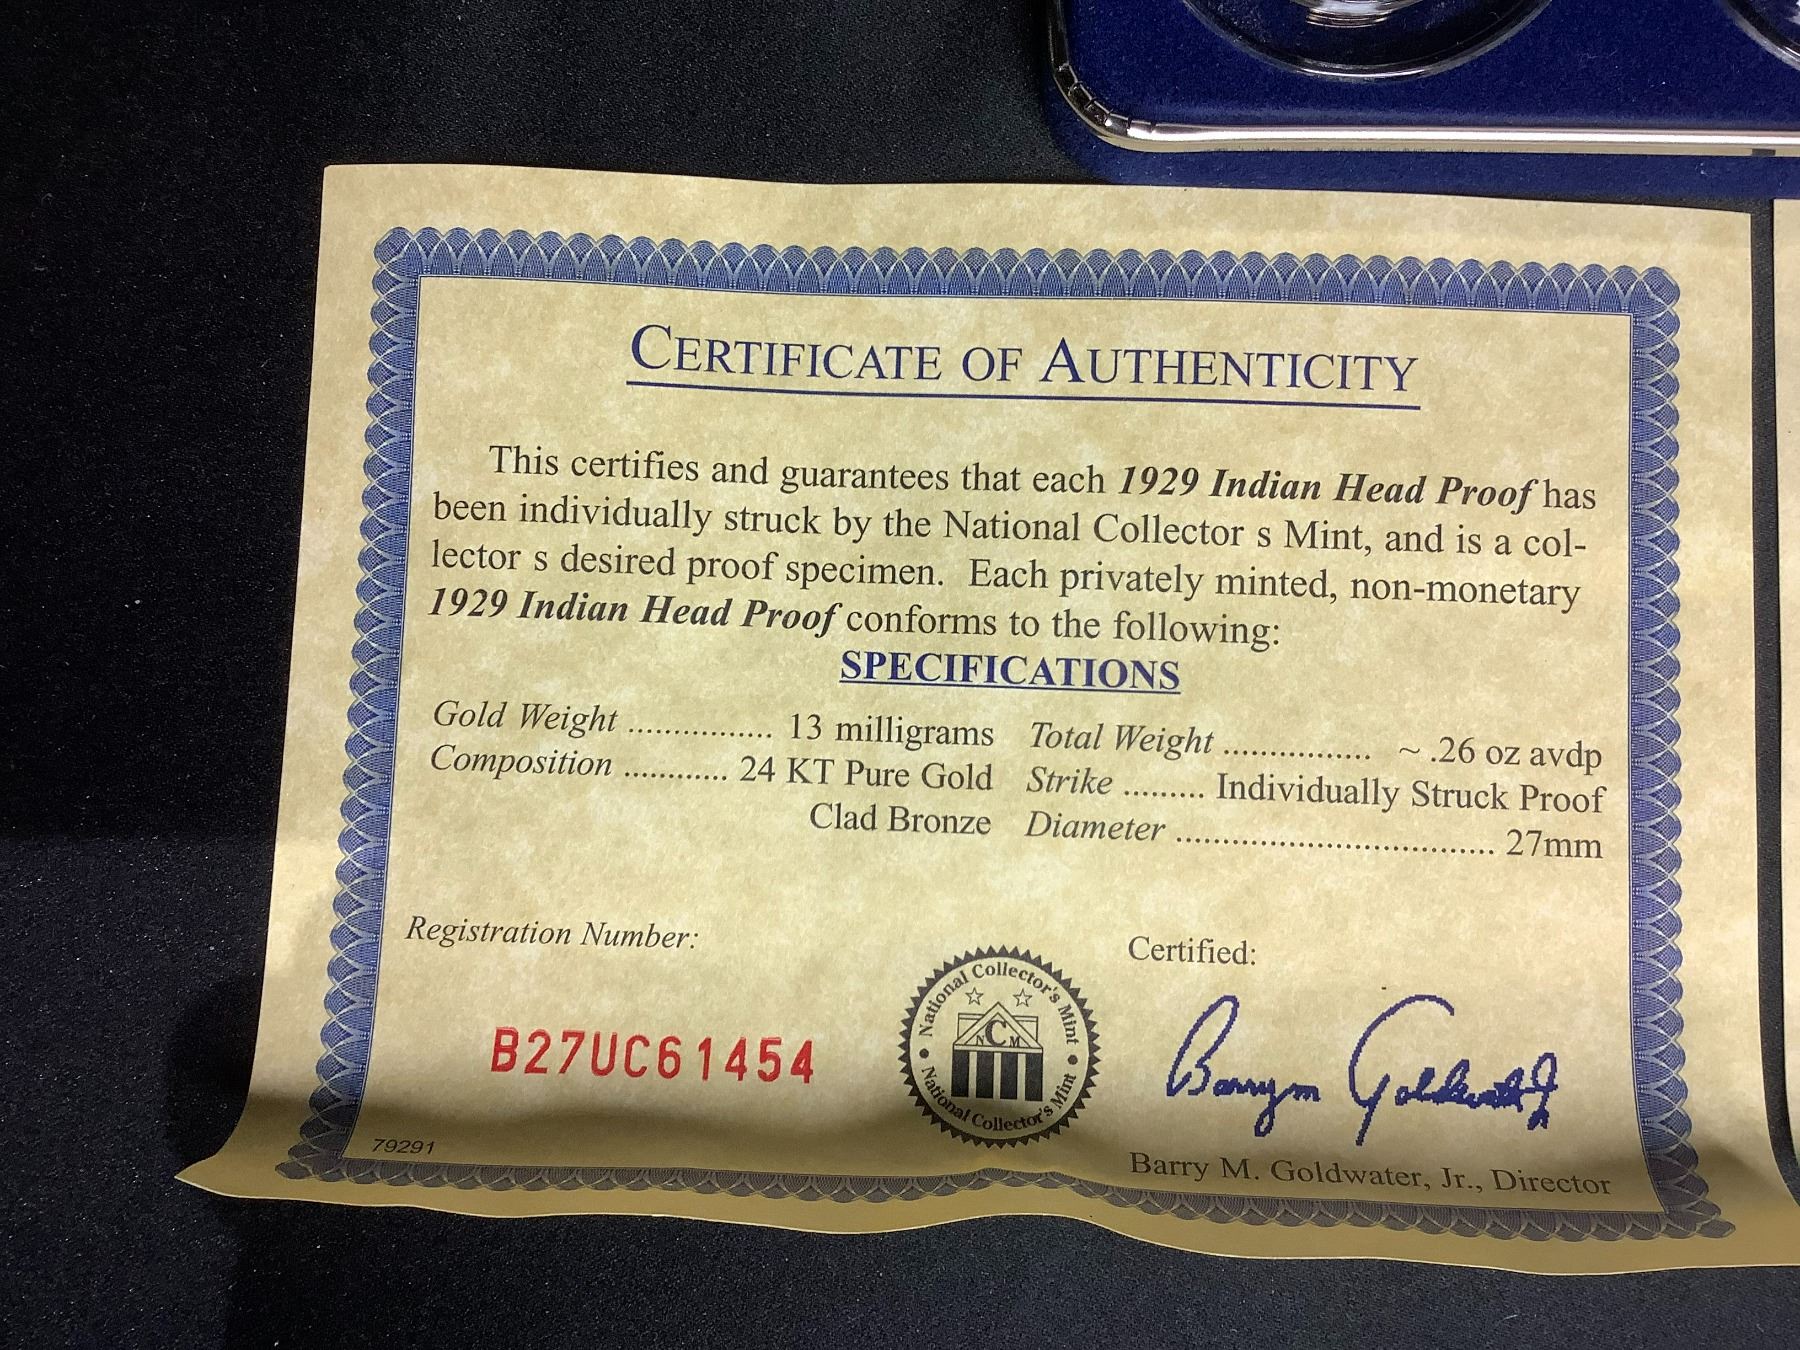 CERTIFICATE OF AUTHENTICITY
This certifies and guarantees that each 1929 Indian Head Proof has
been individually struck by the National Collector s Mint, and is a col-
lector s desired proof specimen. Each privately minted, non-monetary
1929 Indian Head Proof conforms to the following:
SPECIFICATIONS
Gold Weight ................ 13 milligrams Total Weight ................ ~ .26 oz avdp
Composition ............ 24 KT Pure Gold Strike ......... Individually Struck Proof
Clad Bronze Diameter .................................. 27mm
Registration Number:
Certified:
B27UC61454
National Collector's Mint
NCM
National Collector's Mint
Barry M Goldwater Jr
79291
Barry M. Goldwater, Jr., Director